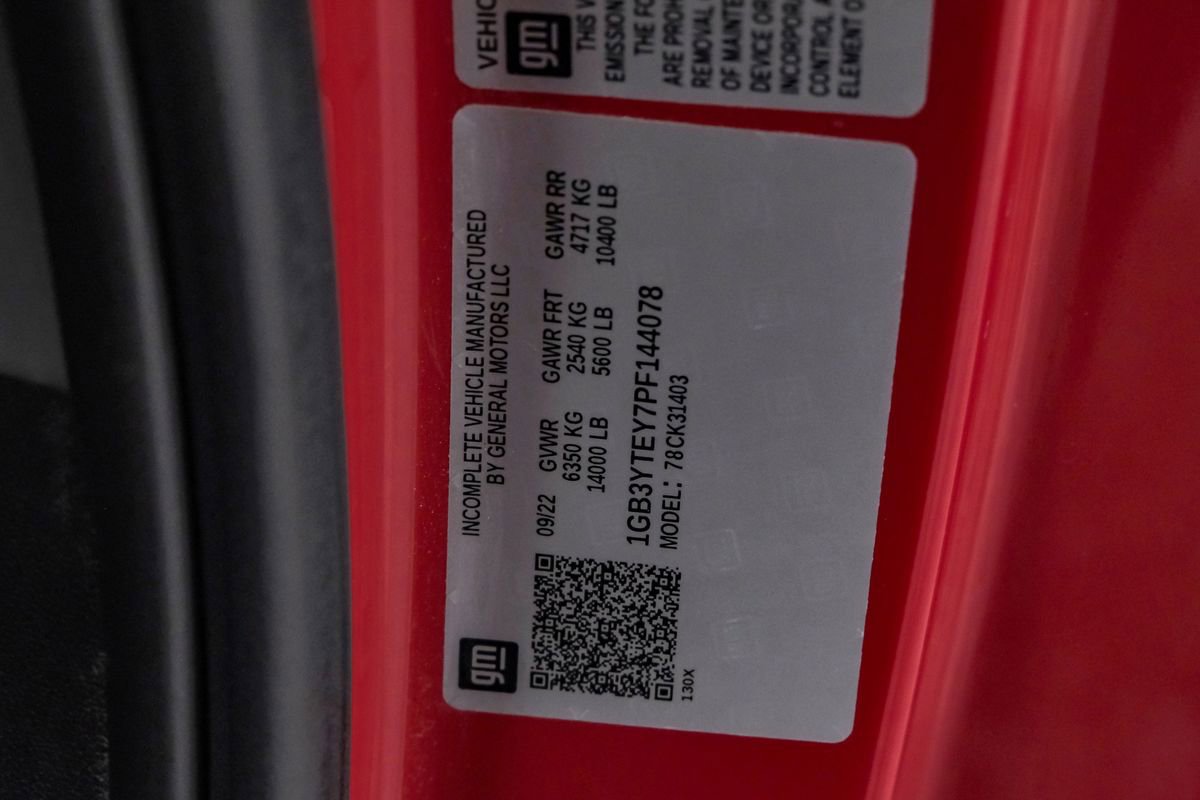 INCOMPLETE VEHICLE MANUFACTURED
BY GENERAL MOTORS LLC
09/22 GVWR GAWR FRT GAWR RR
6350 KG 2540 KG 4717 KG
14000 LB 5600 LB 10400 LB
1GB3YTEY7PF144078
MODEL: 78CK31403
gm
130X
VEHIC
gm
THIS V
EMISSION
THE FO
ARE PROH
REMOVAL
OF MAINTE
DEVICE OR
INCORPORA
CONTROL
ELEMENT O